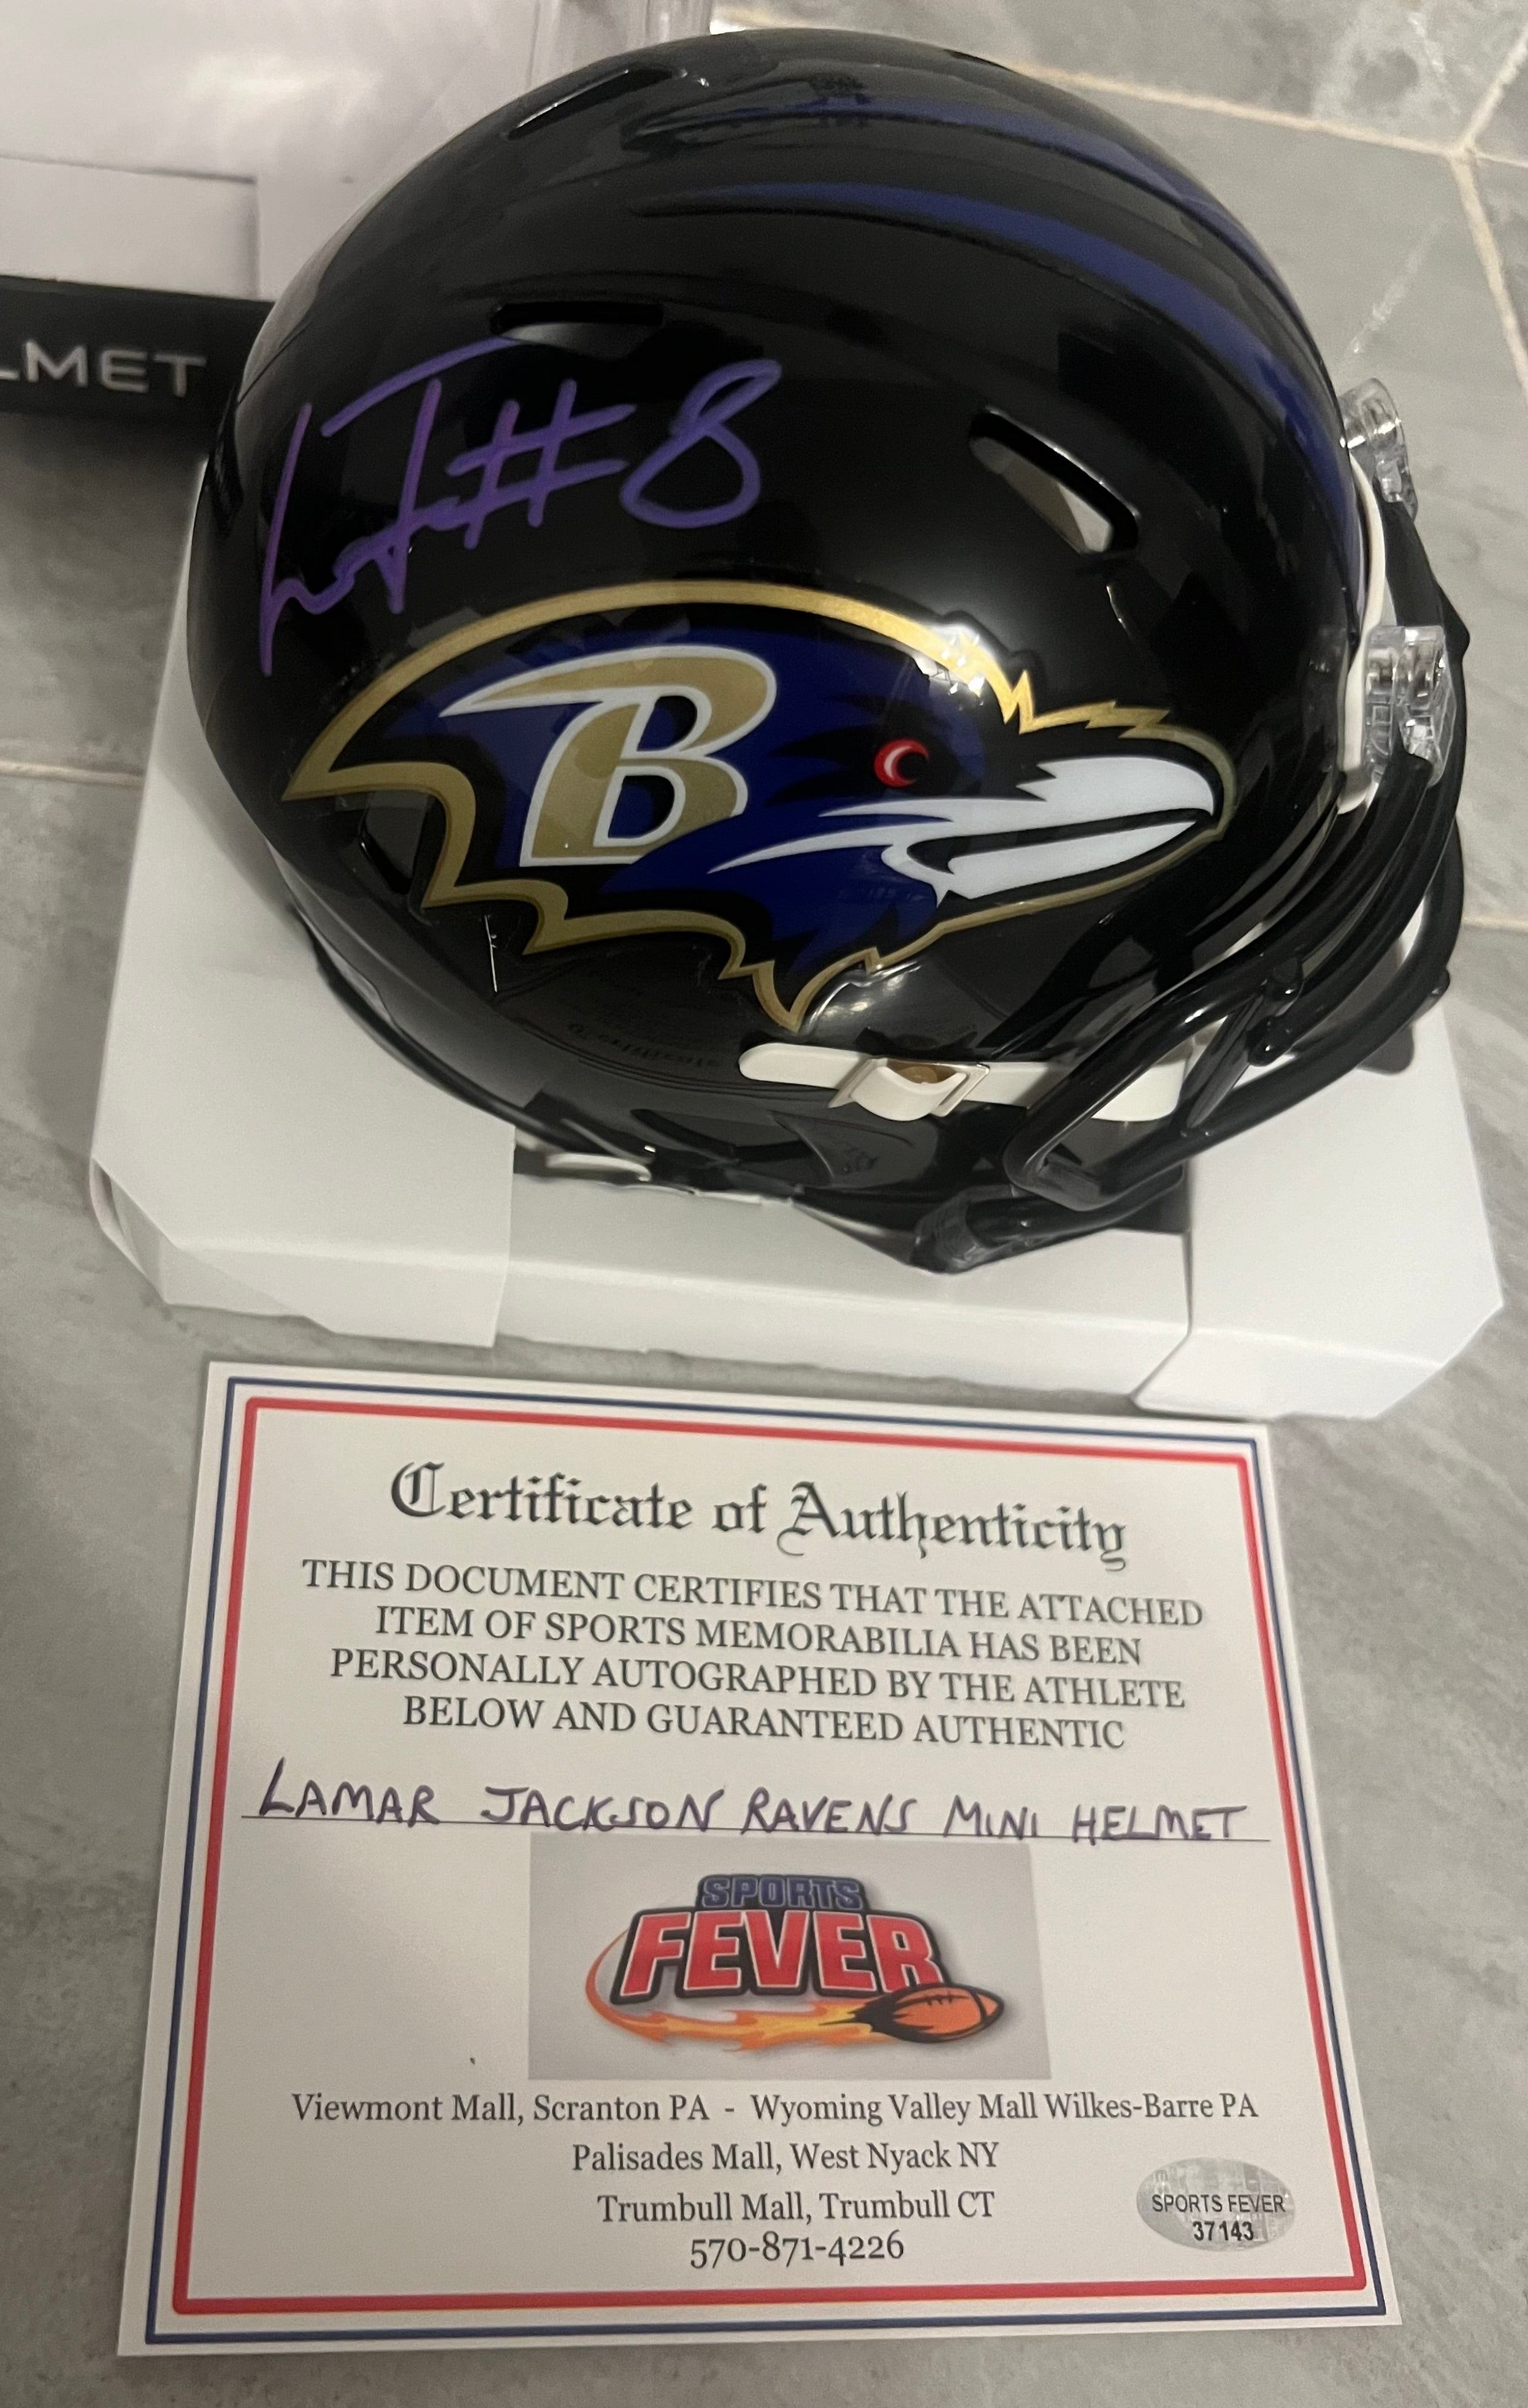 LMET
#8
B
Certificate of Authenticity
THIS DOCUMENT CERTIFIES THAT THE ATTACHED
ITEM OF SPORTS MEMORABILIA HAS BEEN
PERSONALLY AUTOGRAPHED BY THE ATHLETE
BELOW AND GUARANTEED AUTHENTIC
LAMAR JACKSON RAVENS MINI HELMET
SPORTS
FEVER
Viewmont Mall, Scranton PA - Wyoming Valley Mall Wilkes-Barre PA
Palisades Mall, West Nyack NY
Trumbull Mall, Trumbull CT
570-871-4226
SPORTS FEVER
37143